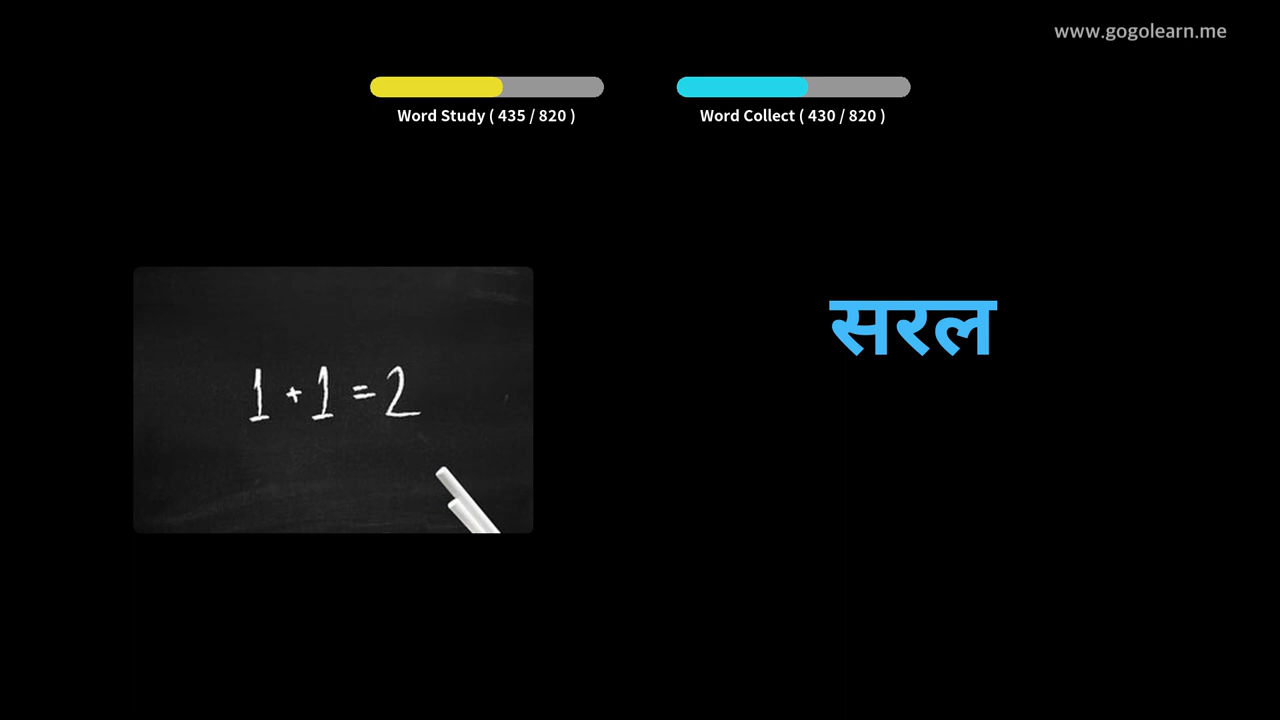 www.gogolearn.me
Word Study ( 435 / 820 )
Word Collect ( 430 / 820 )
1 + 1 = 2
सरल